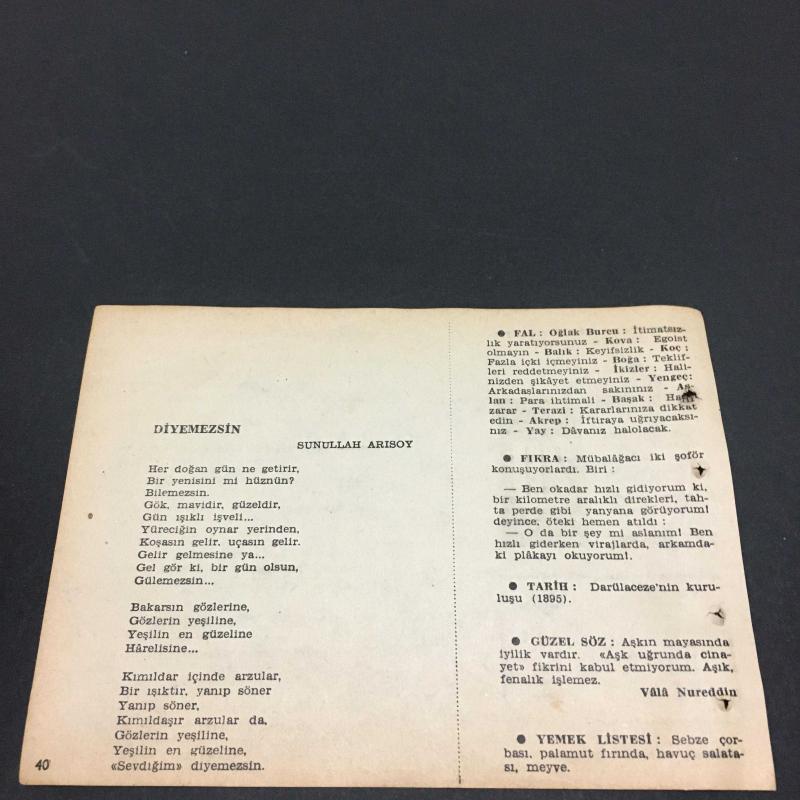 DİYEMEZSİN
SUNULLAH ARISOY
Her doğan gün ne getirir,
Bir yenisini mi hüznün?
Bilemezsin.
Gök, mavidir, güzeldir,
Gün ışıklı işveli...
Yüreciğin oynar yerinden,
Koşasın gelir, uçasın gelir.
Gelir gelmesine ya...
Gel gör ki, bir gün olsun,
Gülemezsin...
Bakarsın gözlerine,
Gözlerin yeşiline,
Yeşilin en güzeline
Hârelisine...
Kımıldar içinde arzular,
Bir ışıktır, yanıp söner
Yanıp söner,
Kımıldaşır arzular da,
Gözlerin yeşiline,
Yeşilin en güzeline,
«Sevdiğim» diyemezsin.
40
● FAL : Oğlak Burcu : İtimatsız-
lık yaratıyorsunuz - Kova : Egoist
olmayın - Balık : Keyifsizlik - Koç :
Fazla içki içmeyiniz - Boğa : Teklif-
leri reddetmeyiniz - İkizler : Hali-
nizden şikâyet etmeyiniz - Yengeç:
Arkadaşlarınızdan sakınınız - As-
lan : Para ihtimali - Başak :
zarar - Terazi : Kararlarınıza dikkat
edin - Akrep : İftiraya uğrıyacaksı-
nız - Yay : Dâvanız halolacak.
● FIKRA : Mübalâğacı iki şoför
konuşuyorlardı. Biri :
— Ben okadar hızlı gidiyorum ki,
bir kilometre aralıklı direkleri, tah-
ta perde gibi yanyana görüyorum!
deyince, öteki hemen atıldı :
— O da bir şey mi aslanım! Ben
hızlı giderken virajlarda, arkamda-
ki plâkayı okuyorum!.
● TARİH : Darülaceze'nin kuru-
luşu (1895).
● GÜZEL SÖZ : Aşkın mayasında
iyilik vardır. «Aşk uğrunda cina-
yet» fikrini kabul etmiyorum. Aşık,
fenalık işlemez.
Vâlâ Nureddin
● YEMEK LİSTESİ : Sebze çor-
bası, palamut fırında, havuç salata-
sı, meyve.